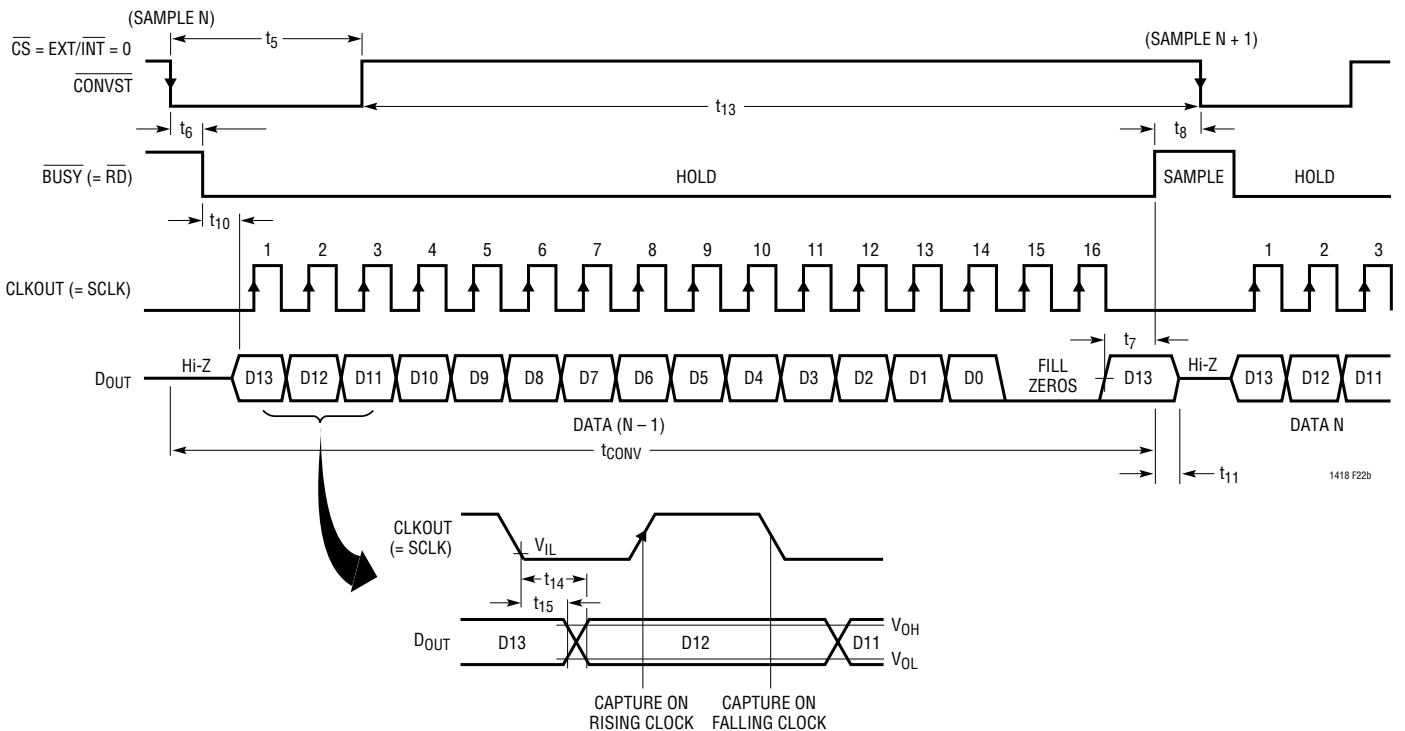 (SAMPLE N)
t5
(SAMPLE N + 1)
CS = EXT/INT = 0
CONVST
t13
t6
t8
BUSY (= RD)
HOLD
SAMPLE
HOLD
t10
1 2 3 4 5 6 7 8 9 10 11 12 13 14 15 16 1 2 3
CLKOUT (= SCLK)
t7
Hi-Z
FILL
ZEROS
Hi-Z
DOUT
D13 D12 D11 D10 D9 D8 D7 D6 D5 D4 D3 D2 D1 D0 D13 D13 D12 D11
DATA (N – 1)
DATA N
tCONV
t11
1418 F22b
CLKOUT
(= SCLK)
VIL
t14
t15
VOH
DOUT
D13 D12 D11
VOL
CAPTURE ON
RISING CLOCK
CAPTURE ON
FALLING CLOCK